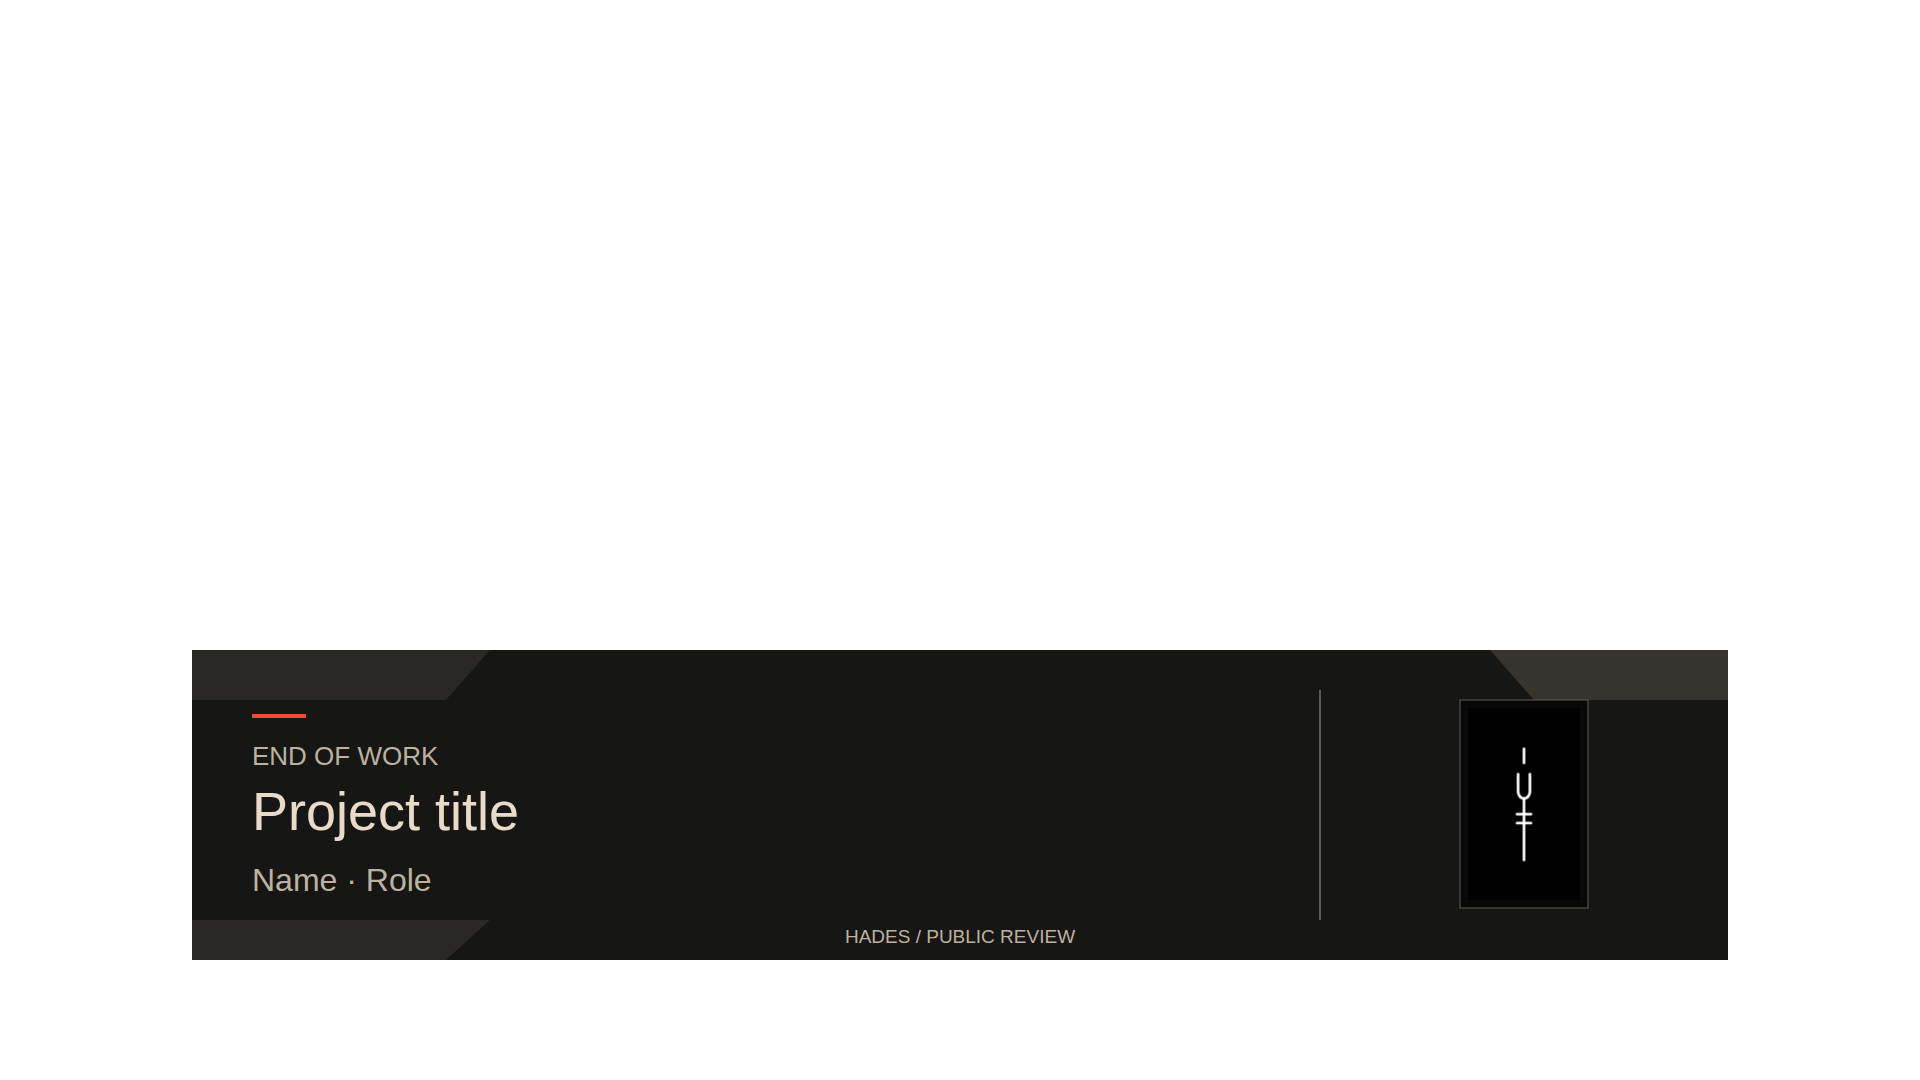 END OF WORK
Project title
Name · Role
HADES / PUBLIC REVIEW